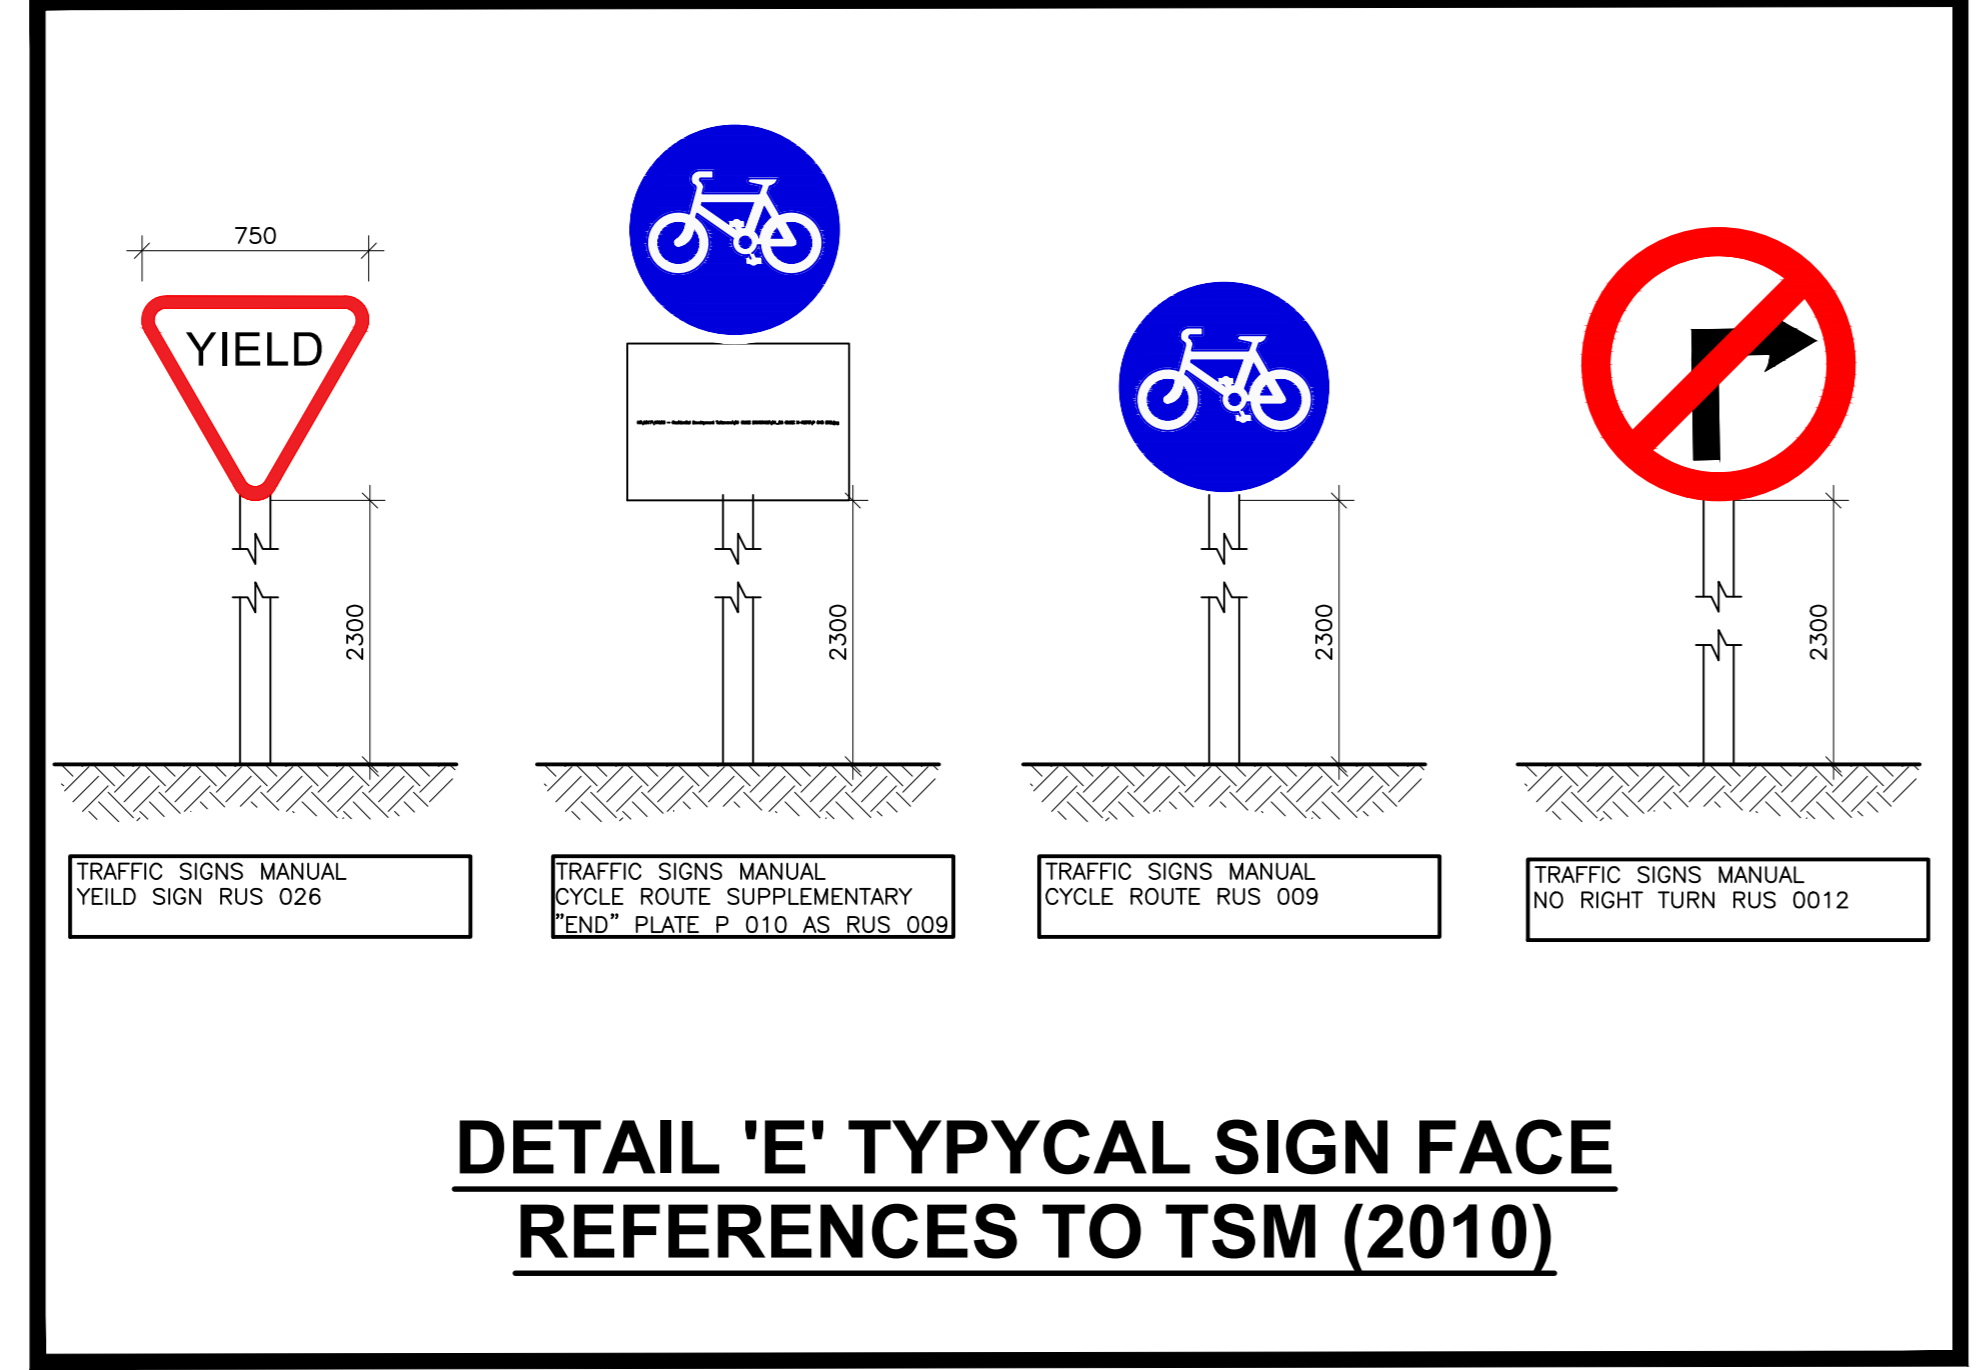 750
YIELD
2300
2300
2300
2300
TRAFFIC SIGNS MANUAL
YEILD SIGN RUS 026
TRAFFIC SIGNS MANUAL
CYCLE ROUTE SUPPLEMENTARY
"END" PLATE P 010 AS RUS 009
TRAFFIC SIGNS MANUAL
CYCLE ROUTE RUS 009
TRAFFIC SIGNS MANUAL
NO RIGHT TURN RUS 0012
DETAIL 'E' TYPYCAL SIGN FACE
REFERENCES TO TSM (2010)